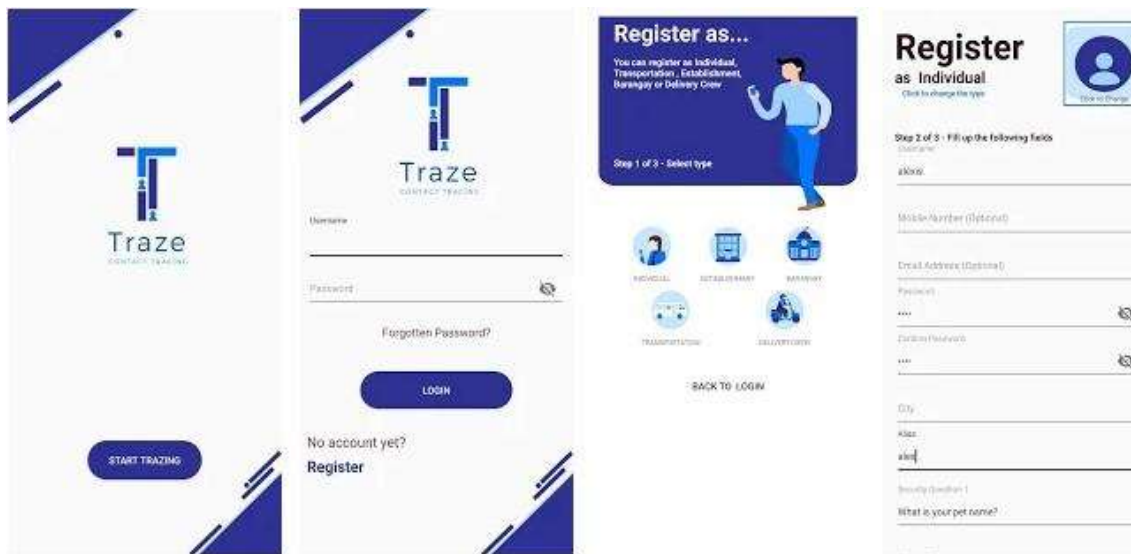 Traze
CONTACT TRACING
START TRAZING
Traze
CONTACT TRACING
Username
Password
Forgotten Password?
LOGIN
No account yet?
Register
Register as...
You can register as Individual,
Transportation , Establishment,
Barangay or Delivery Crew
Step 1 of 3 - Select type
INDIVIDUAL
ESTABLISHMENT
BARANGAY
TRANSPORTATION
DELIVERY CREW
BACK TO LOGIN
Register
as Individual
Click to change the type
Click to Change
Step 2 of 3 - Fill up the following fields
Username
alexis
Mobile Number (Optional)
Email Address (Optional)
Password
Confirm Password
City
Alias
Security Question 1
What is your pet name?